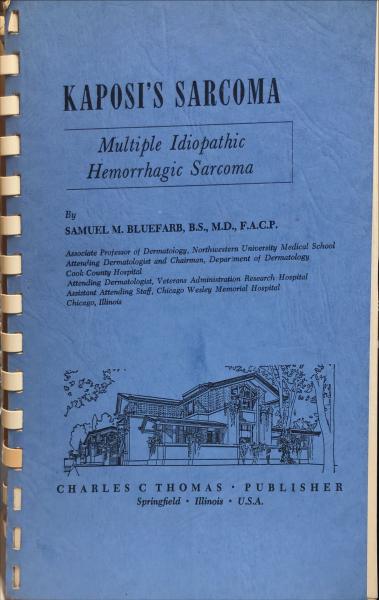 KAPOSI'S SARCOMA
Multiple Idiopathic
Hemorrhagic Sarcoma
By
SAMUEL M. BLUEFARB, B.S., M.D., F.A.C.P.
Associate Professor of Dermatology, Northwestern University Medical School
Attending Dermatologist and Chairman, Department of Dermatology
Cook County Hospital
Attending Dermatologist, Veterans Administration Research Hospital
Assistant Attending Staff, Chicago Wesley Memorial Hospital
Chicago, Illinois
CHARLES C THOMAS · PUBLISHER
Springfield · Illinois · U.S.A.